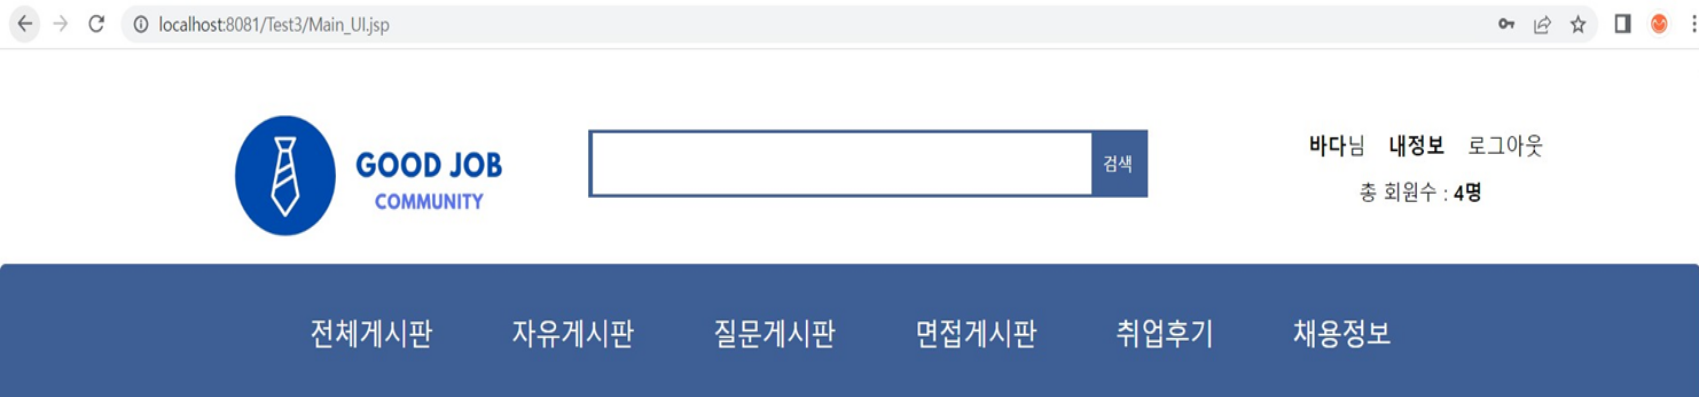 localhost:8081/Test3/Main_UI.jsp
GOOD JOB
COMMUNITY
검색
바다님 내정보 로그아웃
총 회원수 : 4명
전체게시판 자유게시판 질문게시판 면접게시판 취업후기 채용정보